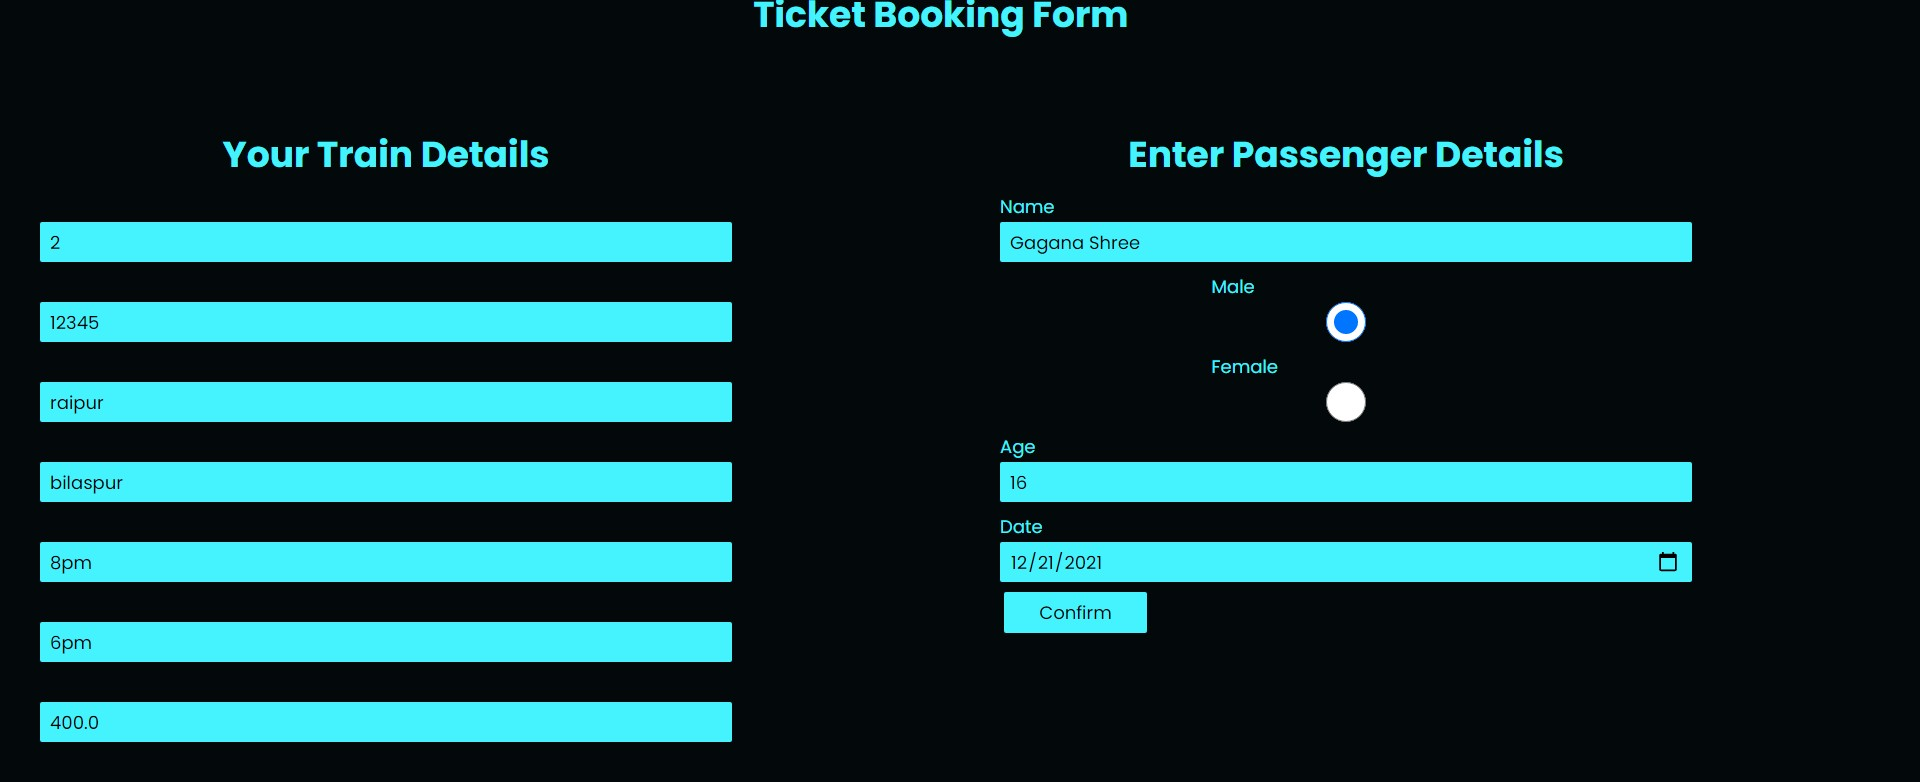 Ticket Booking Form
Your Train Details
2
12345
raipur
bilaspur
8pm
6pm
400.0
Enter Passenger Details
Name
Gagana Shree
Male
Female
Age
16
Date
12/21/2021
Confirm